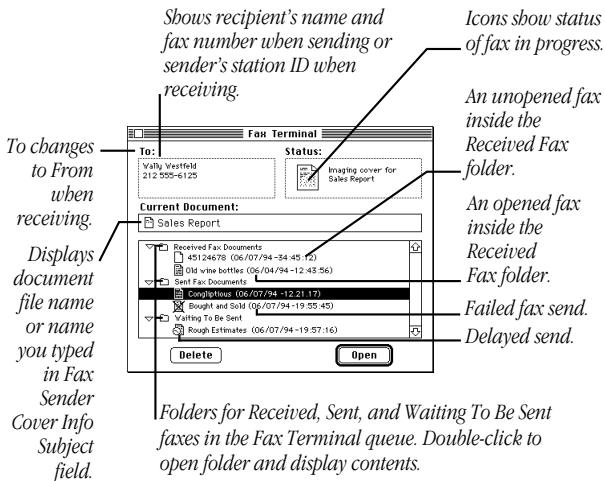 Shows recipient's name and
fax number when sending or
sender's station ID when
receiving.
Icons show status
of fax in progress.
An unopened fax
inside the
Received Fax
folder.
An opened fax
inside the
Received
Fax folder.
Failed fax send.
Delayed send.
To changes
to From
when
receiving.
Displays
document
file name
or name
you typed
in Fax
Sender
Cover Info
Subject
field.
Fax Terminal
To:
Wally Westfeld
212 555-6125
Status:
Imaging cover for
Sales Report
Current Document:
Sales Report
Received Fax Documents
45124678 (06/07/94 -34:45:12)
Old wine bottles (06/04/94 -12:43:56)
Sent Fax Documents
Congliptious (06/07/94 -12.21.17)
Bought and Sold (06/07/94 -19:55:45)
Waiting To Be Sent
Rough Estimates (06/07/94 -19:57:16)
Delete
Open
Folders for Received, Sent, and Waiting To Be Sent
faxes in the Fax Terminal queue. Double-click to
open folder and display contents.